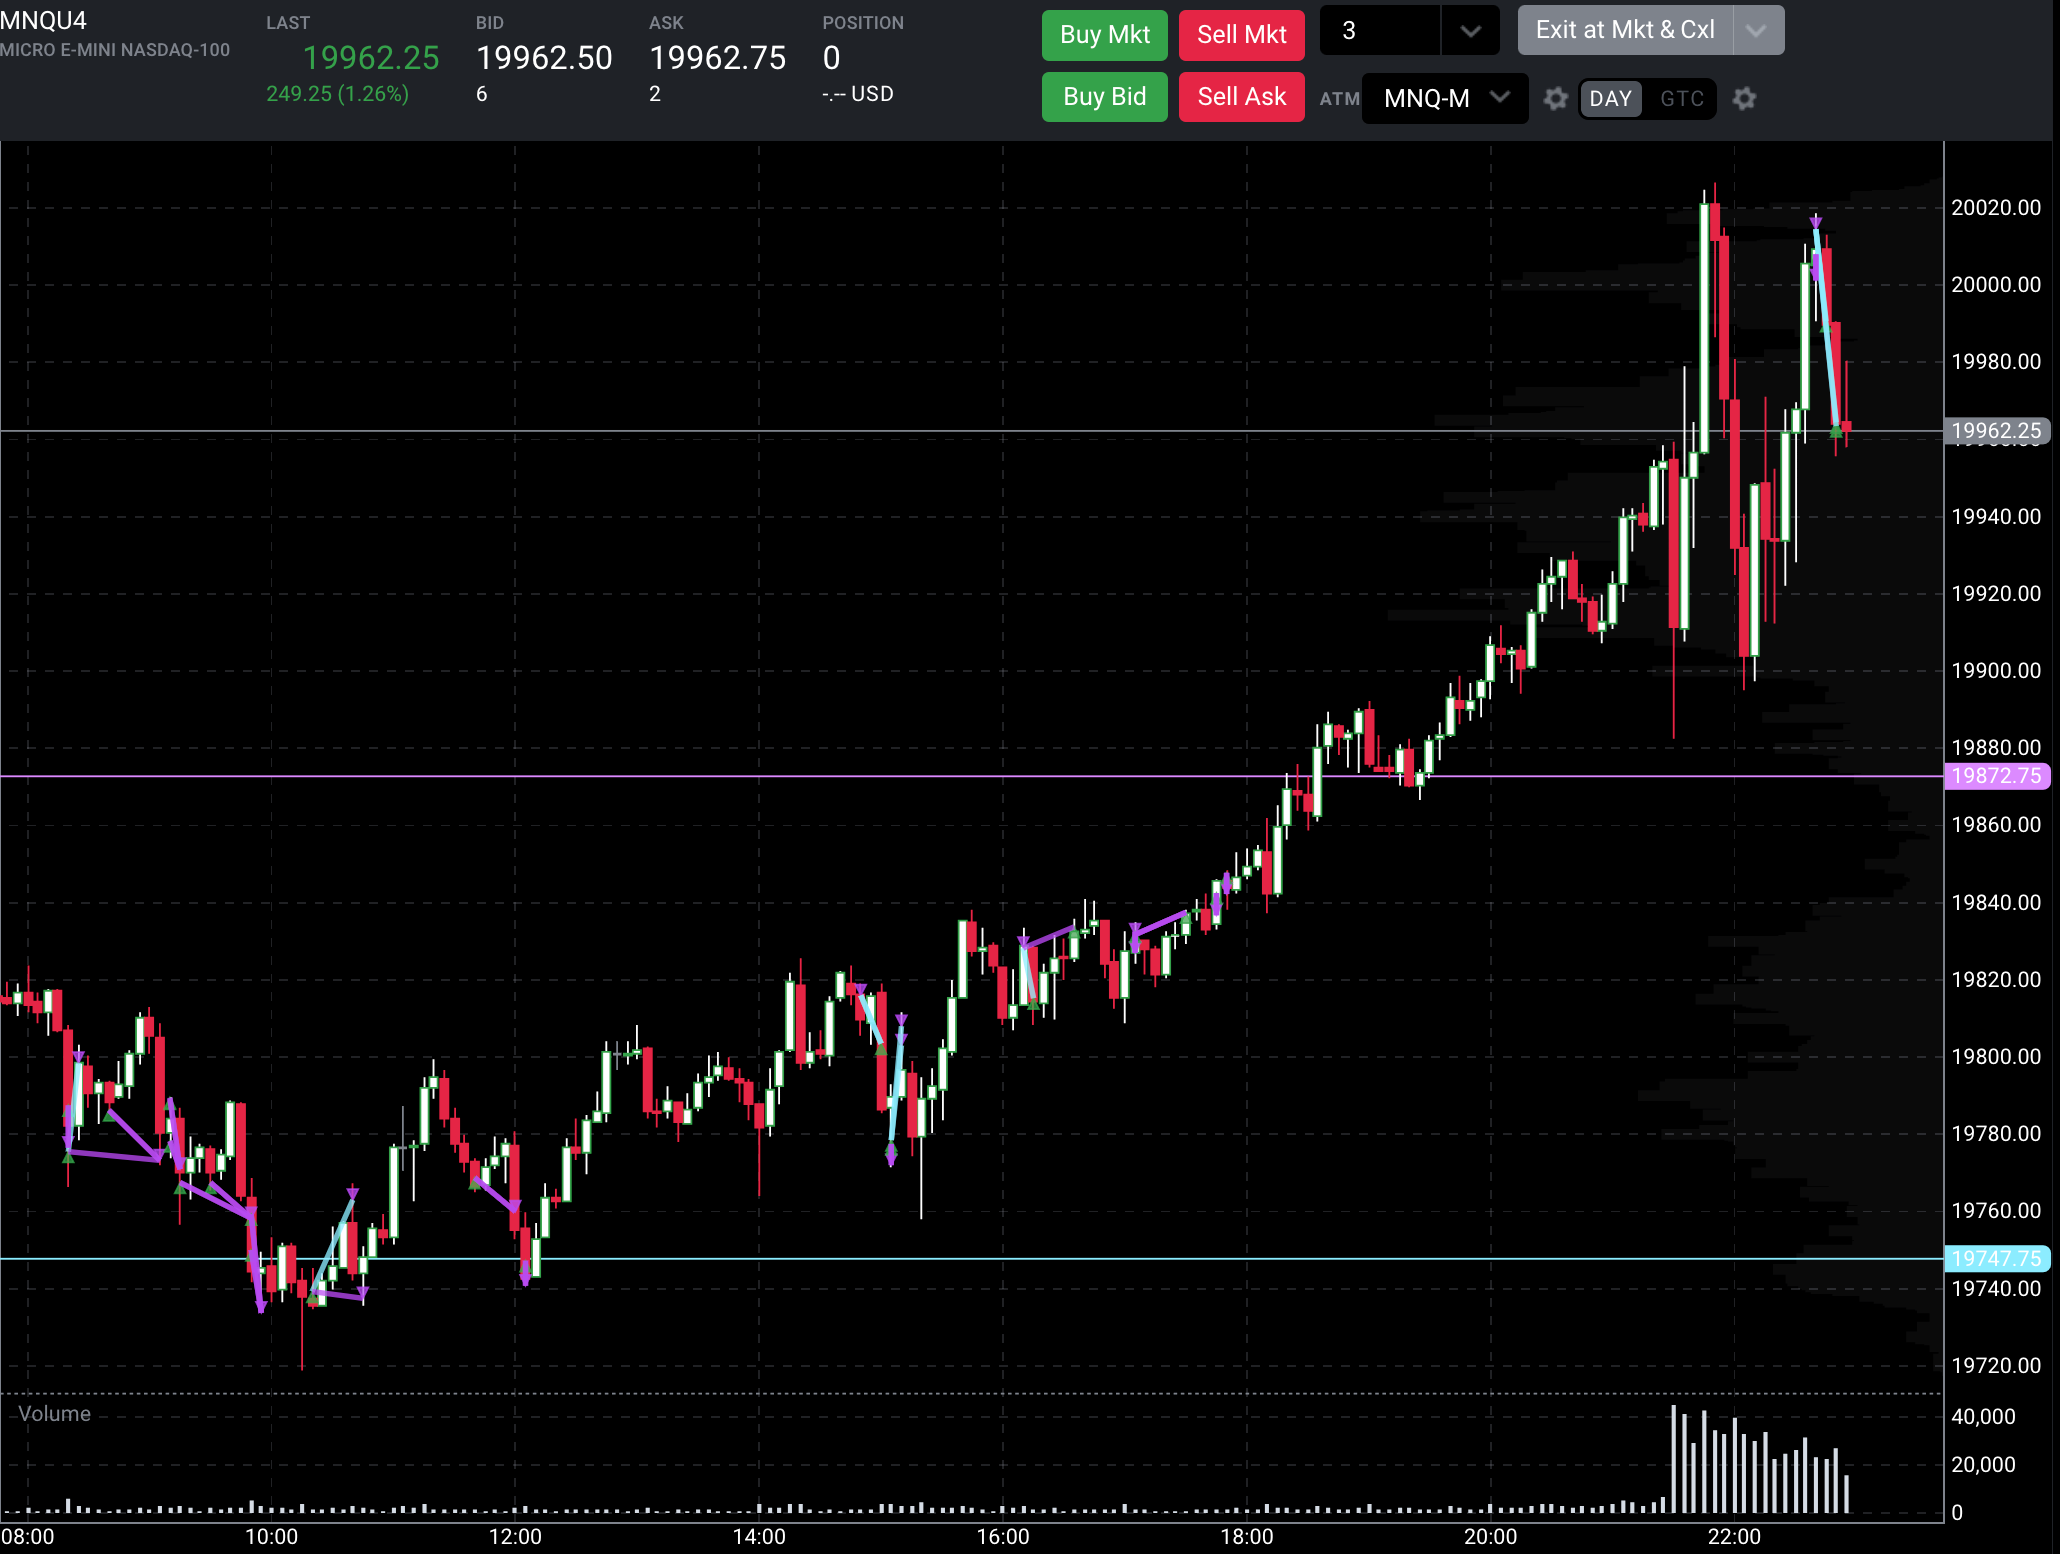 MNQU4
MICRO E-MINI NASDAQ-100
LAST
19962.25
249.25 (1.26%)
BID
19962.50
6
ASK
19962.75
2
POSITION
0
-.-- USD
Buy Mkt
Sell Mkt
3
Exit at Mkt & Cxl
Buy Bid
Sell Ask
ATM
MNQ-M
DAY
GTC
20020.00
20000.00
19980.00
19962.25
19940.00
19920.00
19900.00
19880.00
19872.75
19860.00
19840.00
19820.00
19800.00
19780.00
19760.00
19747.75
19740.00
19720.00
Volume
40,000
20,000
0
08:00
10:00
12:00
14:00
16:00
18:00
20:00
22:00